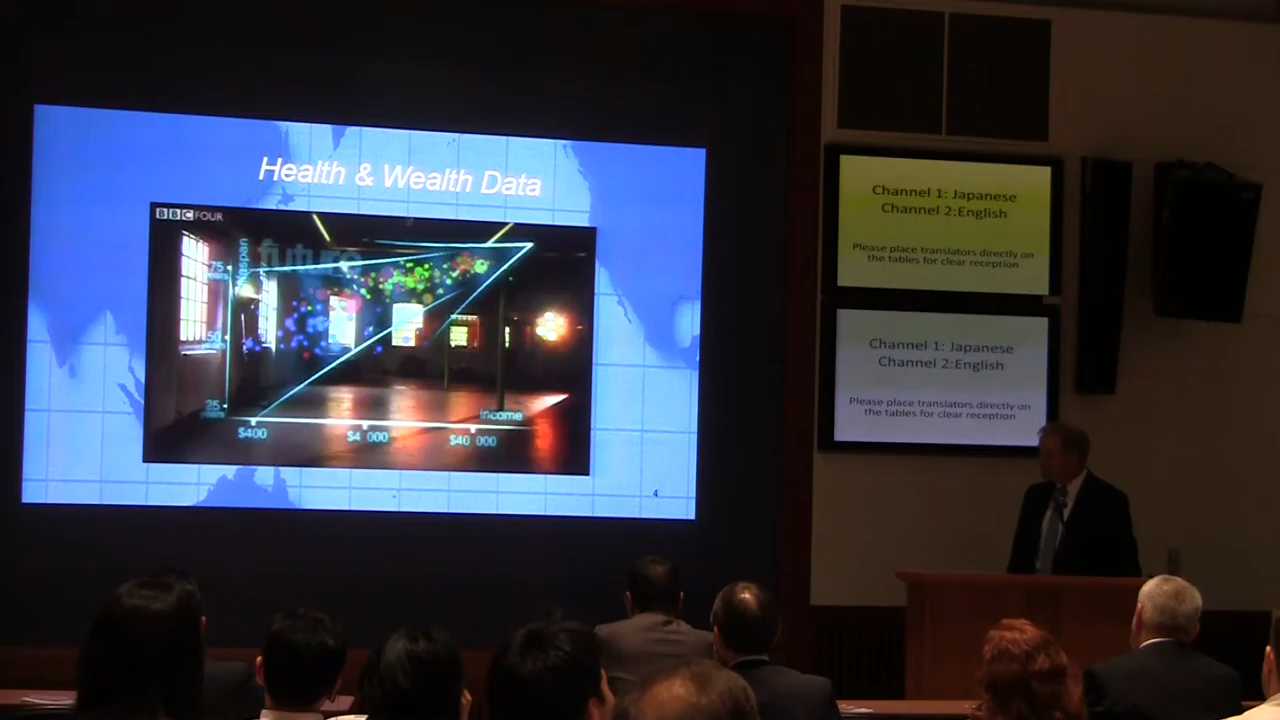 Health & Wealth Data
BBC FOUR
future
75
50
25
years
income
$400
$4 000
$40 000
4
Channel 1: Japanese
Channel 2:English
Please place translators directly on
the tables for clear reception
Channel 1: Japanese
Channel 2:English
Please place translators directly on
the tables for clear reception